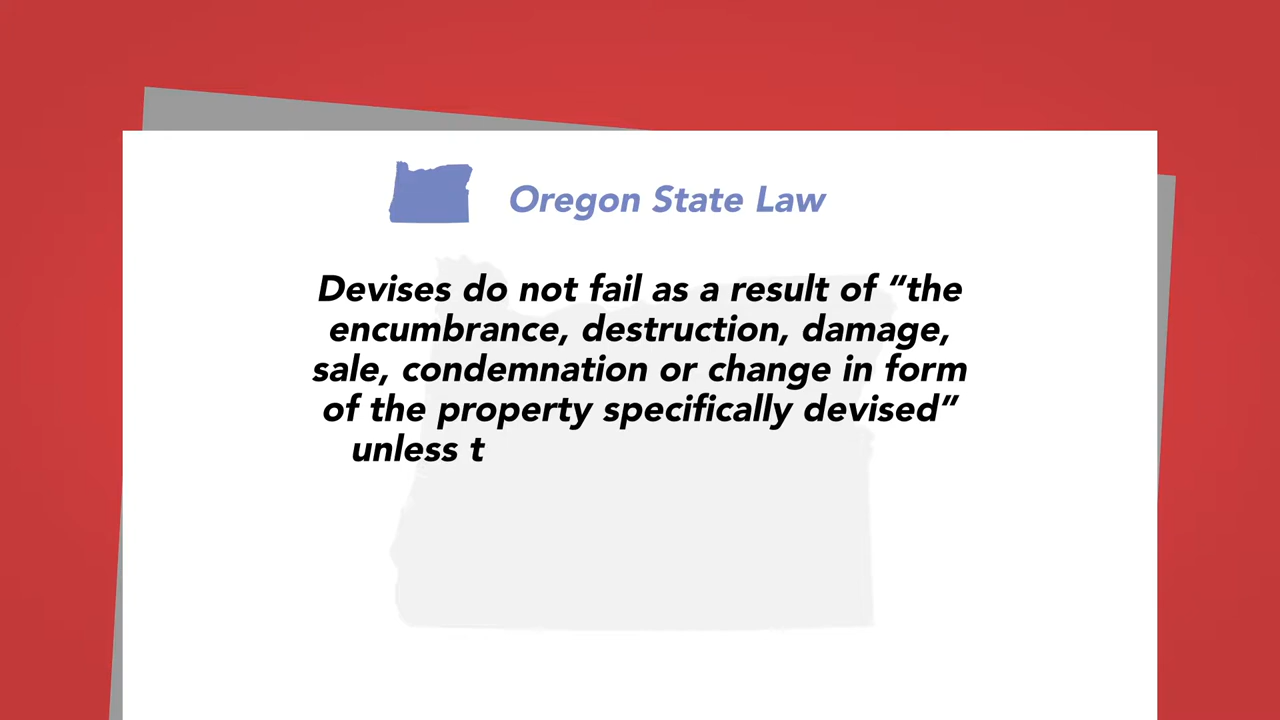 Oregon State Law
Devises do not fail as a result of “the
encumbrance, destruction, damage,
sale, condemnation or change in form
of the property specifically devised”
unless t